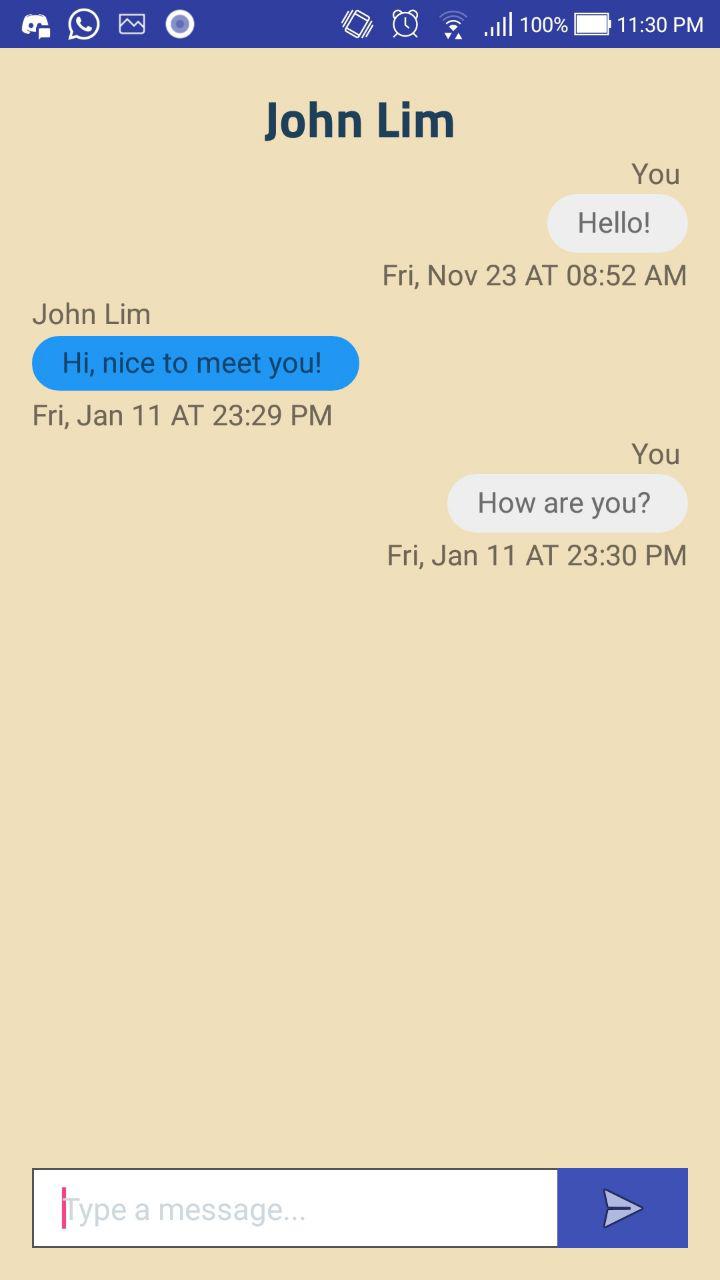 100% 11:30 PM
John Lim
You
Hello!
Fri, Nov 23 AT 08:52 AM
John Lim
Hi, nice to meet you!
Fri, Jan 11 AT 23:29 PM
You
How are you?
Fri, Jan 11 AT 23:30 PM
Type a message...